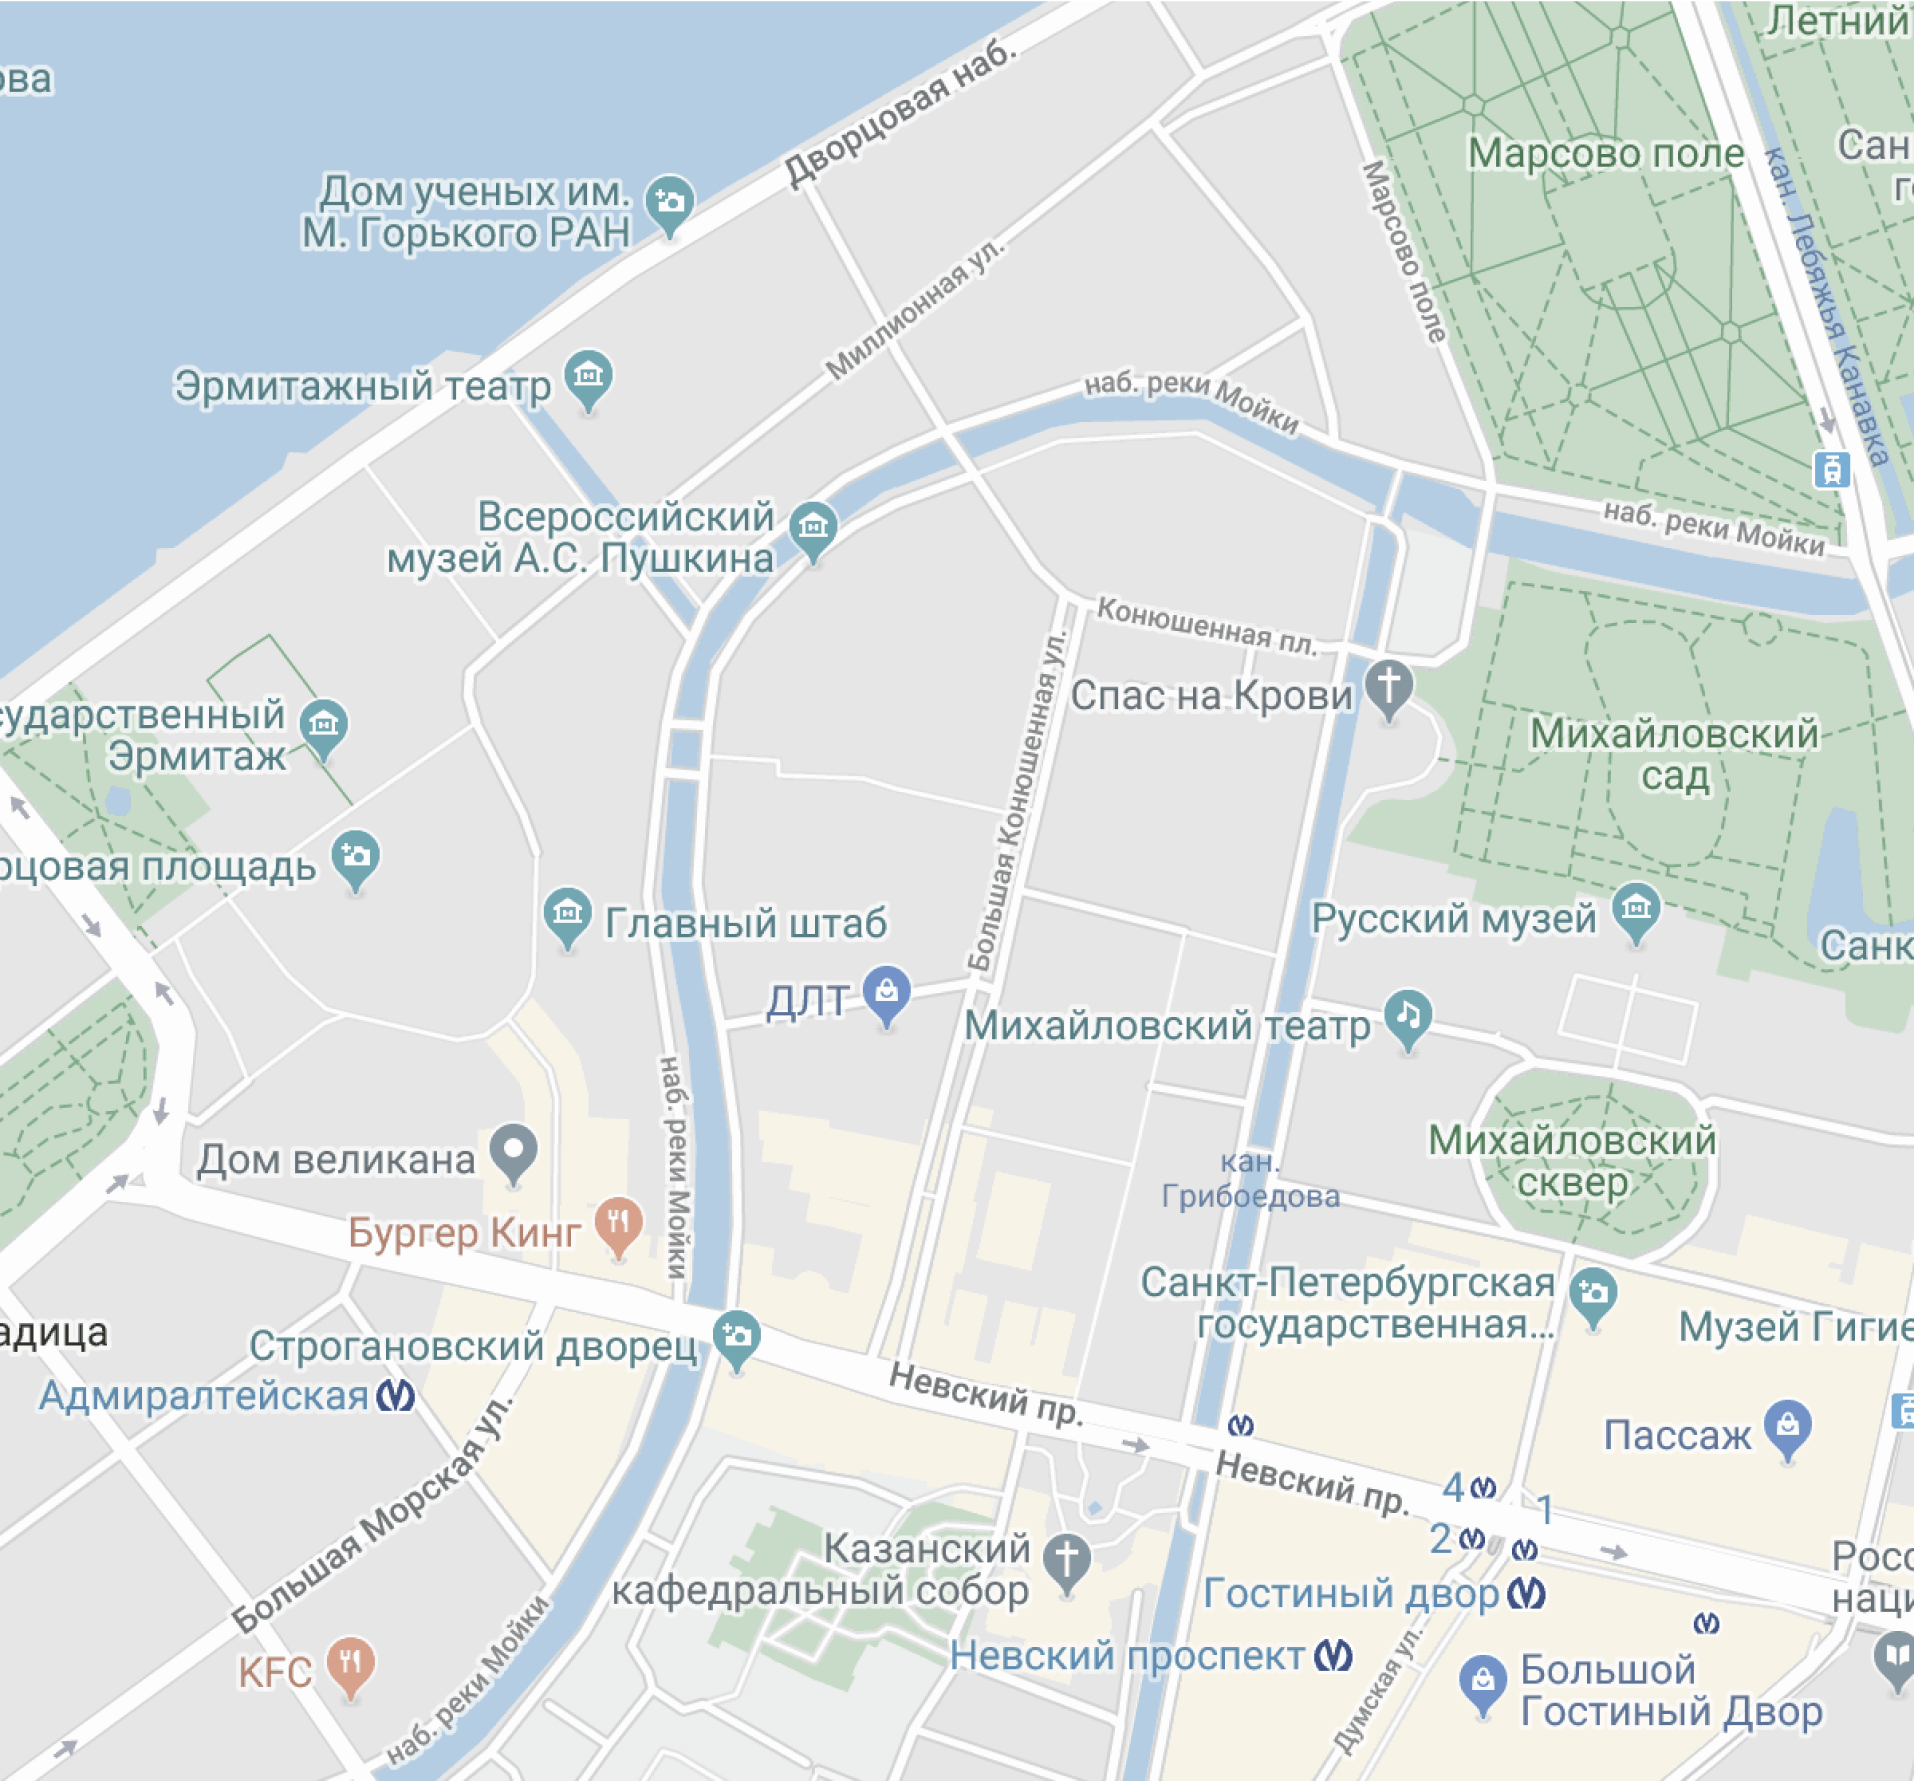 Летний
ова
Дворцовая наб.
Марсово поле
Сан
г
Дом ученых им.
М. Горького РАН
кан. Лебяжья Канавка
Марсово поле
Миллионная ул.
Эрмитажный театр
наб. реки Мойки
Всероссийский
музей А.С. Пушкина
наб. реки Мойки
Конюшенная пл.
Спас на Крови
сударственный
Эрмитаж
Михайловский
сад
Большая Конюшенная ул.
рцовая площадь
Главный штаб
Русский музей
Санк
ДЛТ
Михайловский театр
наб. реки Мойки
Дом великана
кан.
Грибоедова
Михайловский
сквер
Бургер Кинг
Санкт-Петербургская
государственная...
Музей Гигие
адица
Строгановский дворец
Адмиралтейская
Невский пр.
Пассаж
Невский пр.
4
1
2
Большая Морская ул.
Казанский
кафедральный собор
Росс
наци
Гостиный двор
Невский проспект
KFC
наб. реки Мойки
Думская ул.
Большой
Гостиный Двор